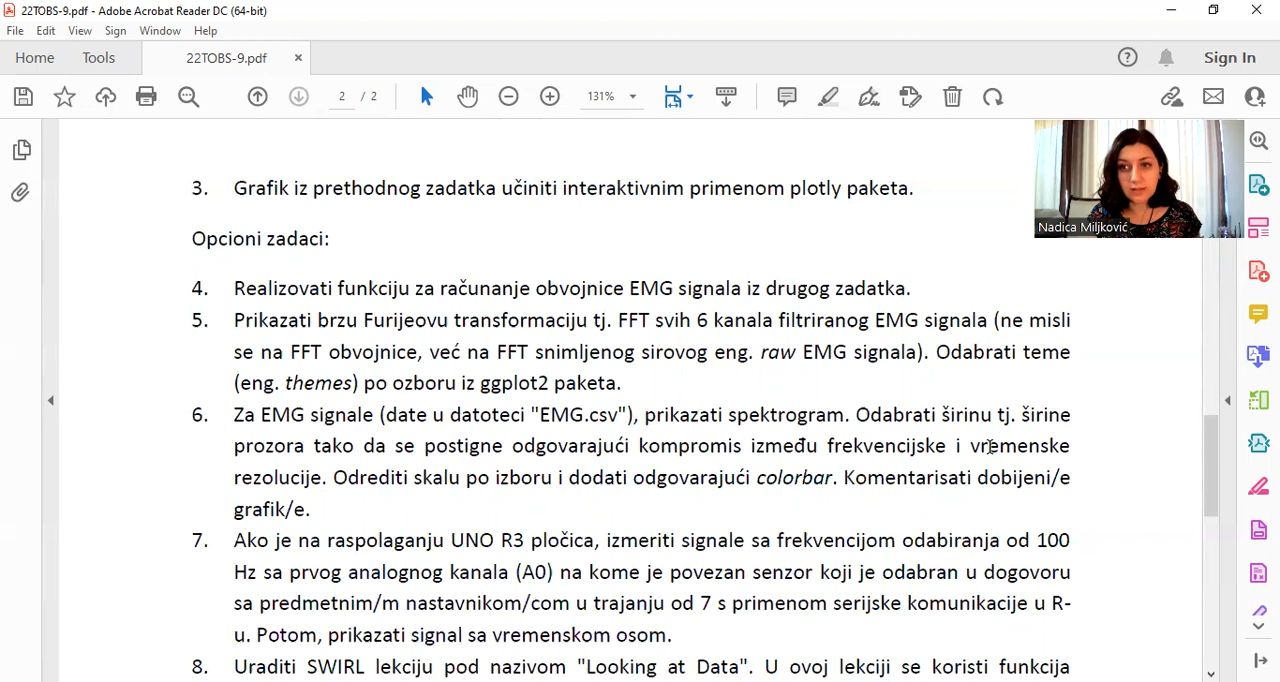 22TOBS-9.pdf - Adobe Acrobat Reader DC (64-bit)
File Edit View Sign Window Help
Home Tools 22TOBS-9.pdf × Sign In
2 / 2 131%
Nadica Miljković
3. Grafik iz prethodnog zadatka učiniti interaktivnim primenom plotly paketa.
Opcioni zadaci:
4. Realizovati funkciju za računanje obvojnice EMG signala iz drugog zadatka.
5. Prikazati brzu Furijeovu transformaciju tj. FFT svih 6 kanala filtriranog EMG signala (ne misli
se na FFT obvojnice, već na FFT snimljenog sirovog eng. raw EMG signala). Odabrati teme
(eng. themes) po ozboru iz ggplot2 paketa.
6. Za EMG signale (date u datoteci "EMG.csv"), prikazati spektrogram. Odabrati širinu tj. širine
prozora tako da se postigne odgovarajući kompromis između frekvencijske i vremenske
rezolucije. Odrediti skalu po izboru i dodati odgovarajući colorbar. Komentarisati dobijeni/e
grafik/e.
7. Ako je na raspolaganju UNO R3 pločica, izmeriti signale sa frekvencijom odabiranja od 100
Hz sa prvog analognog kanala (A0) na kome je povezan senzor koji je odabran u dogovoru
sa predmetnim/m nastavnikom/com u trajanju od 7 s primenom serijske komunikacije u R-
u. Potom, prikazati signal sa vremenskom osom.
8. Uraditi SWIRL lekciju pod nazivom "Looking at Data". U ovoj lekciji se koristi funkcija